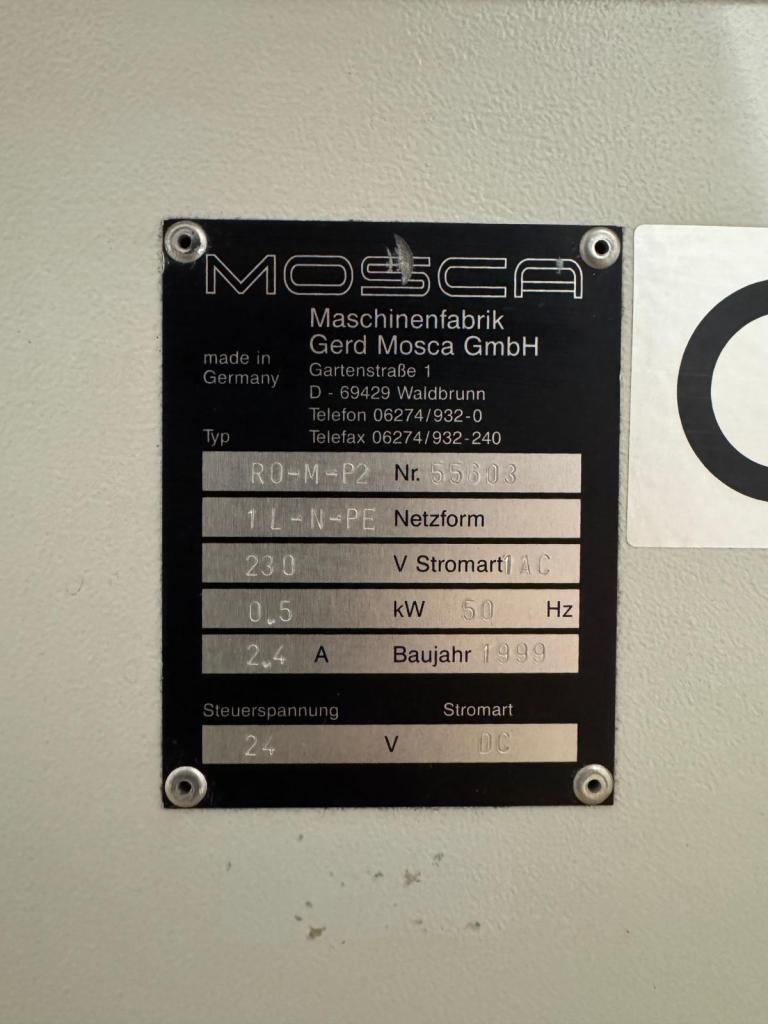 MOSCA
Maschinenfabrik
Gerd Mosca GmbH
made in
Germany
Gartenstraße 1
D - 69429 Waldbrunn
Telefon 06274/932-0
Telefax 06274/932-240
Typ
RO-M-P2 Nr. 55603
1 L-N-PE Netzform
230 V Stromart 1AC
0.5 kW 50 Hz
2.4 A Baujahr 1999
Steuerspannung Stromart
24 V DC